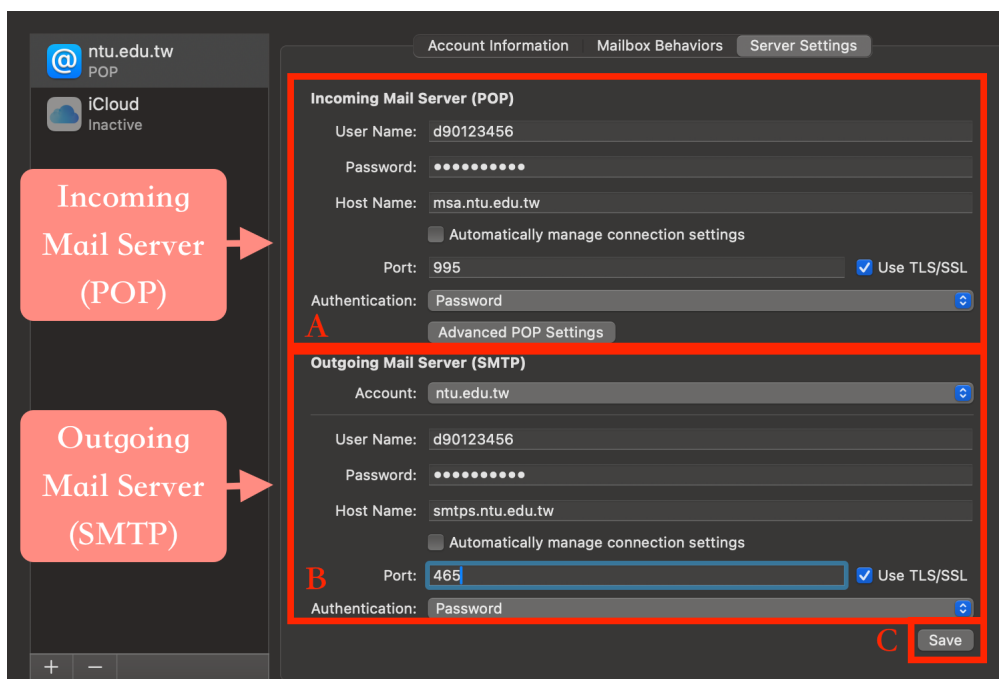 ntu.edu.tw
POP
iCloud
Inactive
Account Information Mailbox Behaviors Server Settings
Incoming Mail Server (POP)
User Name: d90123456
Password: ••••••••••
Host Name: msa.ntu.edu.tw
Automatically manage connection settings
Port: 995 Use TLS/SSL
Authentication: Password
A Advanced POP Settings
Incoming
Mail Server
(POP)
Outgoing Mail Server (SMTP)
Account: ntu.edu.tw
User Name: d90123456
Password: ••••••••••
Host Name: smtps.ntu.edu.tw
Automatically manage connection settings
B Port: 465 Use TLS/SSL
Authentication: Password
Outgoing
Mail Server
(SMTP)
C Save
+ −